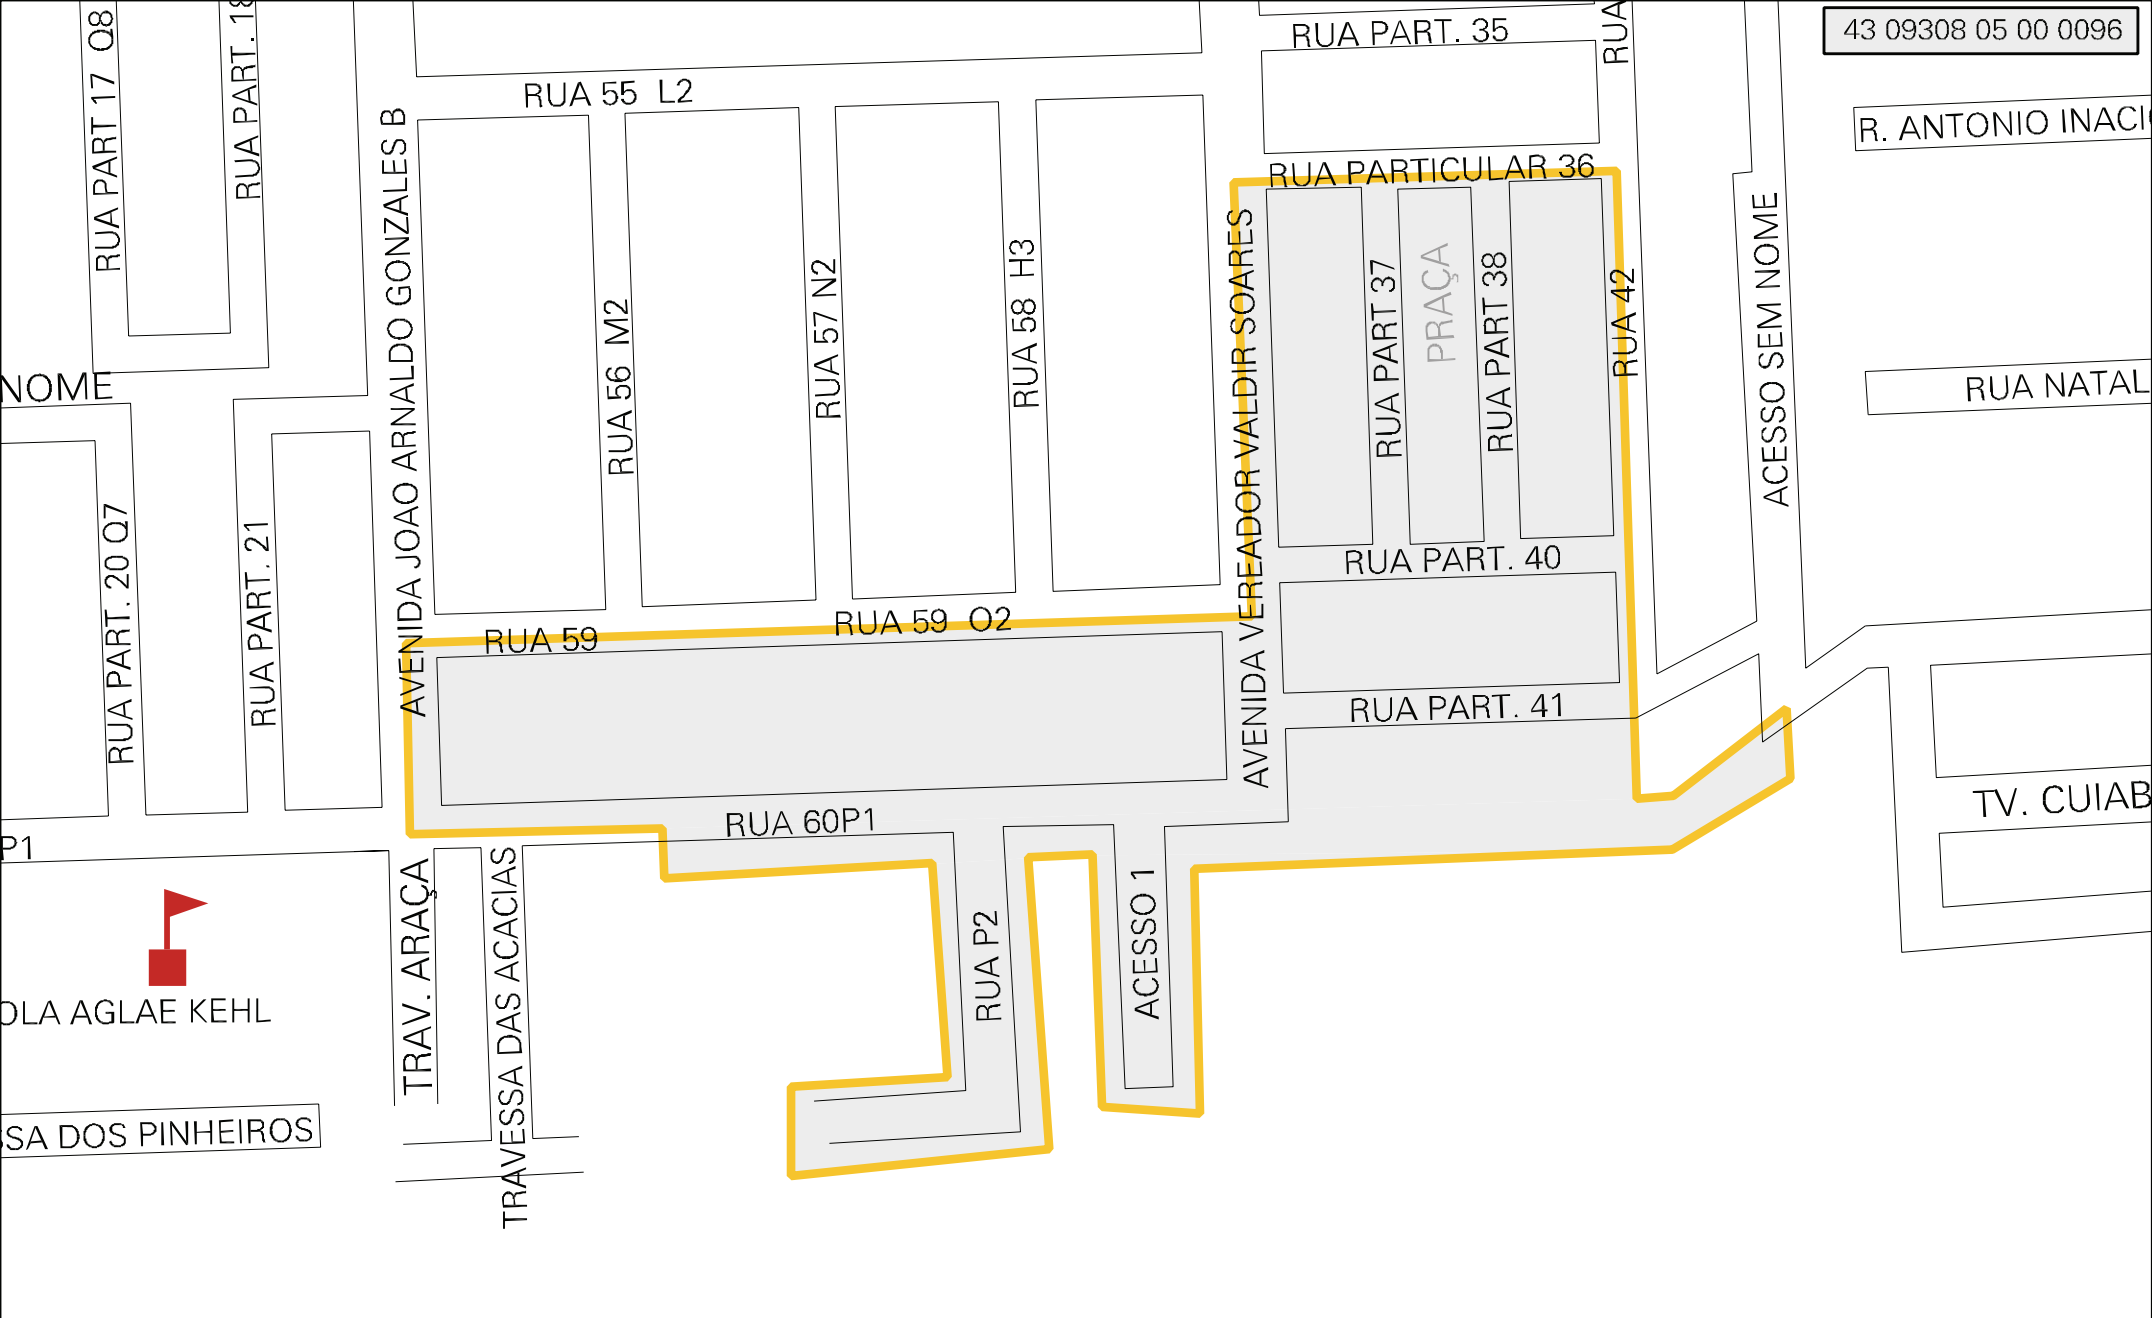 43 09308 05 00 0096
RUA PART 17 Q8
RUA PART. 18
RUA PART. 35
RUA
RUA 55 L2
R. ANTONIO INACI
RUA PARTICULAR 36
AVENIDA JOAO ARNALDO GONZALES B
RUA 56 M2
RUA 57 N2
RUA 58 H3
AVENIDA VEREADOR VALDIR SOARES
RUA PART 37
PRAÇA
RUA PART 38
RUA 42
ACESSO SEM NOME
NOME
RUA NATAL
RUA PART. 20 Q7
RUA PART. 21
RUA PART. 40
RUA 59
RUA 59 O2
RUA PART. 41
TV. CUIAB
RUA 60P1
P1
TRAV. ARAÇA
TRAVESSA DAS ACACIAS
RUA P2
ACESSO 1
OLA AGLAE KEHL
SSA DOS PINHEIROS